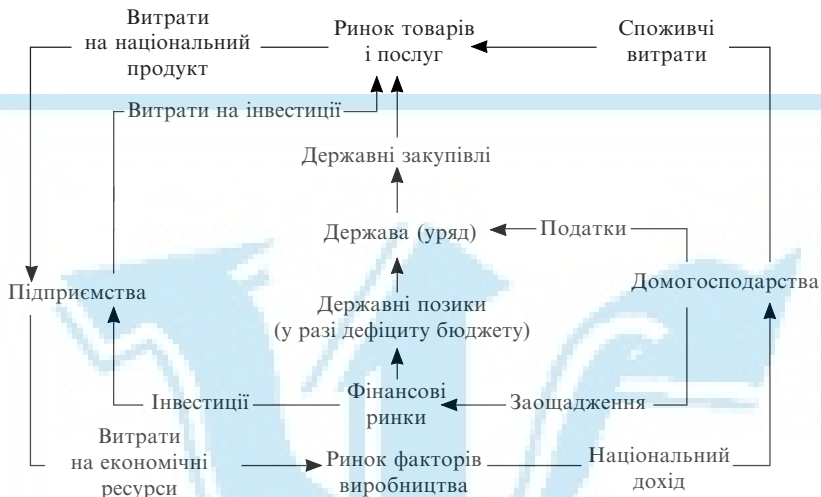 Витрати
на національний
продукт
Ринок товарів
і послуг
Споживчі
витрати
Витрати на інвестиції
Державні закупівлі
Держава (уряд)
Податки
Підприємства
Домогосподарства
Державні позики
(у разі дефіциту бюджету)
Інвестиції
Фінансові
ринки
Заощадження
Витрати
на економічні
ресурси
Ринок факторів
виробництва
Національний
дохід